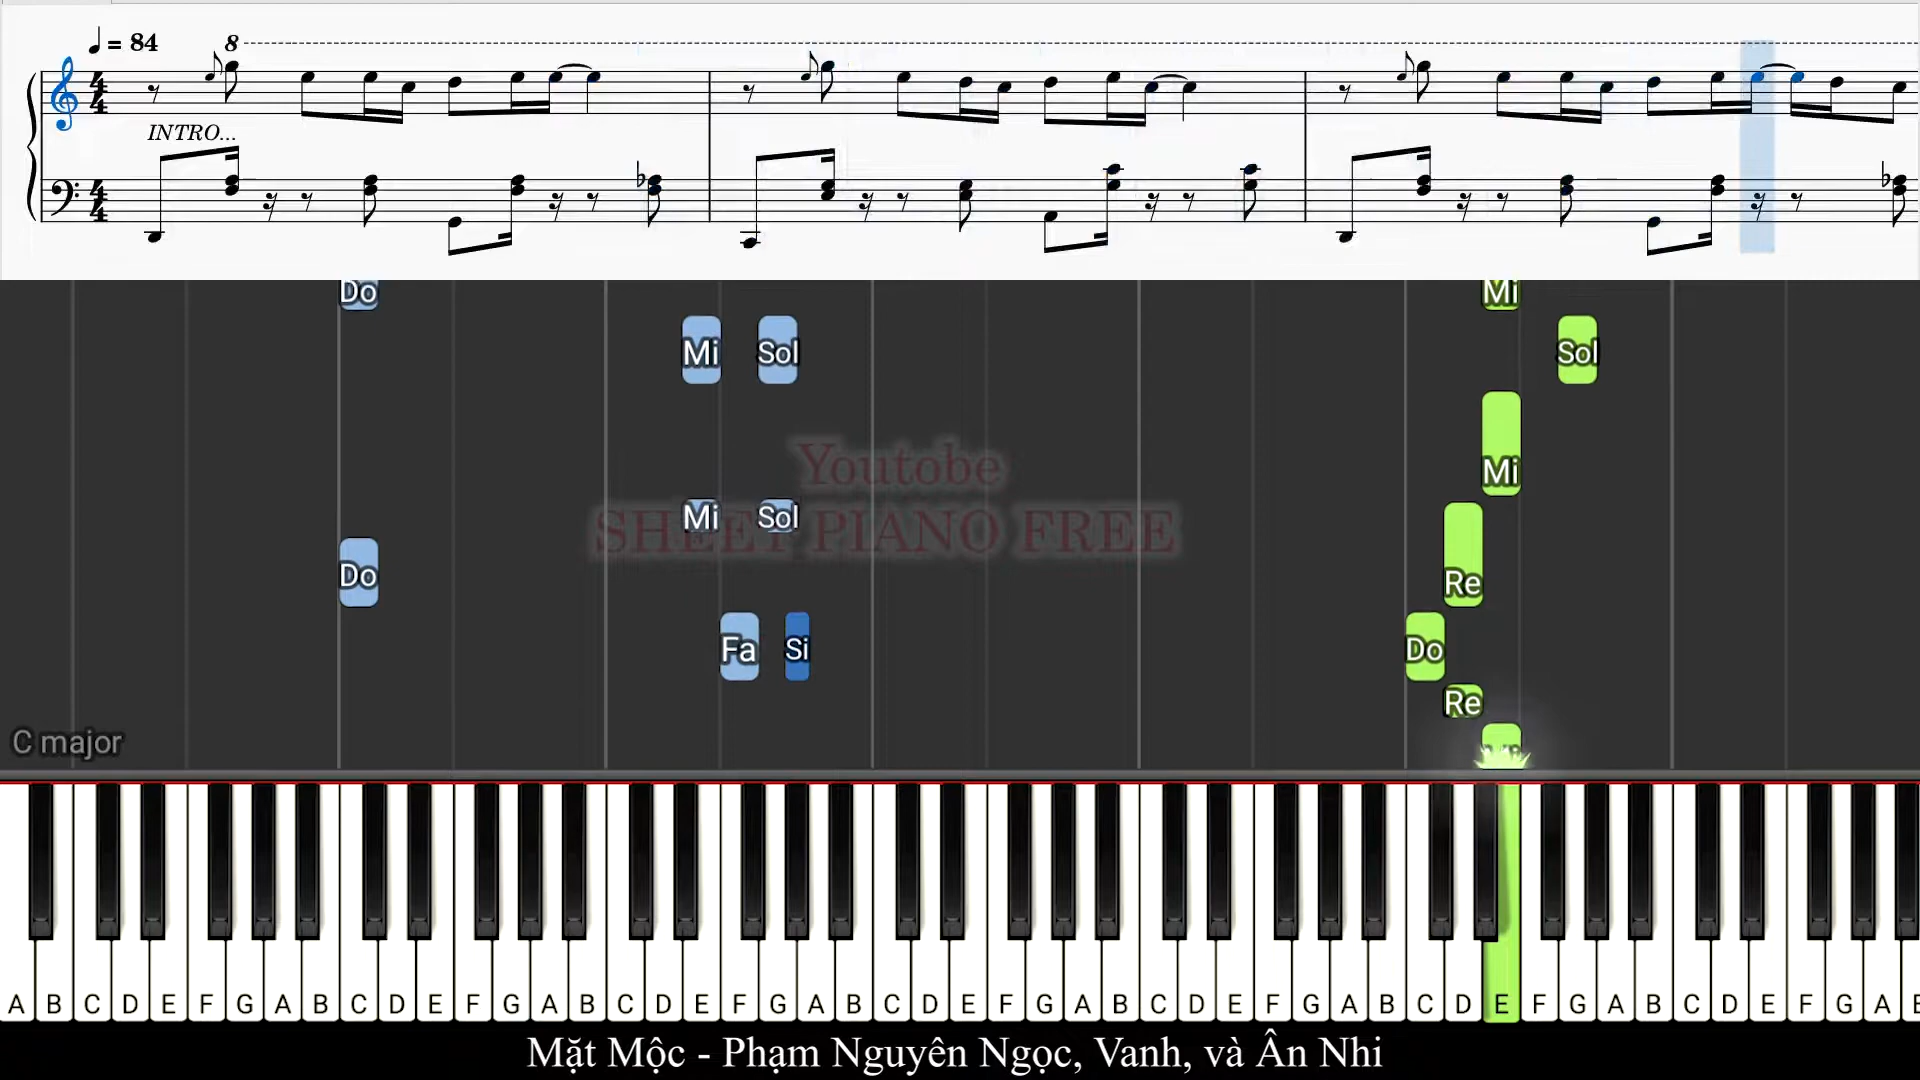 = 84
8
INTRO...
Do
Mi
Mi Sol
Sol
Mi
Youtobe
Mi Sol
SHEET PIANO FREE
Do
Re
Fa Si
Do
Re
C major
A B C D E F G A B C D E F G A B C D E F G A B C D E F G A B C D E F G A B C D E F G A B C D E F G A B
Mặt Mộc - Phạm Nguyên Ngọc, Vanh, và Ân Nhi